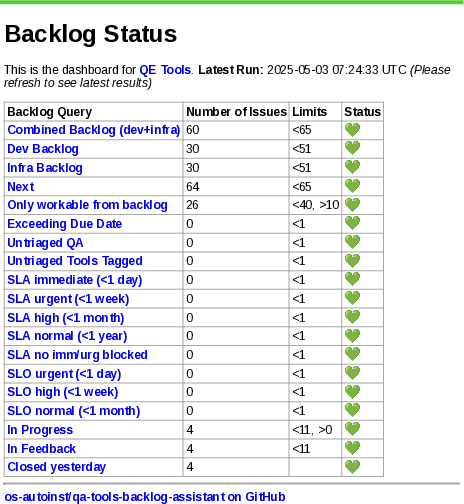 Backlog Status
This is the dashboard for QE Tools. Latest Run: 2025-05-03 07:24:33 UTC (Please
refresh to see latest results)
Backlog Query Number of Issues Limits Status
Combined Backlog (dev+infra) 60 <65 💚
Dev Backlog 30 <51 💚
Infra Backlog 30 <51 💚
Next 64 <65 💚
Only workable from backlog 26 <40, >10 💚
Exceeding Due Date 0 <1 💚
Untriaged QA 0 <1 💚
Untriaged Tools Tagged 0 <1 💚
SLA immediate (<1 day) 0 <1 💚
SLA urgent (<1 week) 0 <1 💚
SLA high (<1 month) 0 <1 💚
SLA normal (<1 year) 0 <1 💚
SLA no imm/urg blocked 0 <1 💚
SLO urgent (<1 day) 0 <1 💚
SLO high (<1 week) 0 <1 💚
SLO normal (<1 month) 0 <1 💚
In Progress 4 <11, >0 💚
In Feedback 4 <11 💚
Closed yesterday 4 💚
os-autoinst/qa-tools-backlog-assistant on GitHub